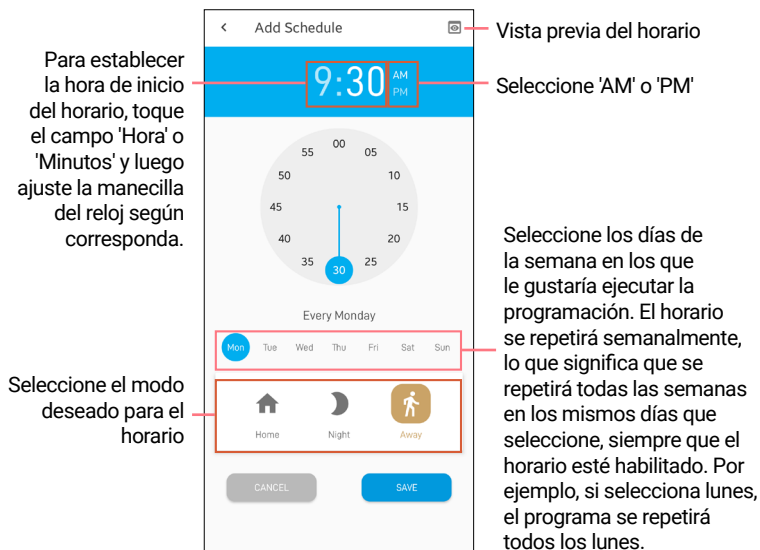 Add Schedule
Vista previa del horario
Para establecer
la hora de inicio
del horario, toque
el campo 'Hora' o
'Minutos' y luego
ajuste la manecilla
del reloj según
corresponda.
9:30
AM
PM
Seleccione 'AM' o 'PM'
00
55 05
50 10
45 15
40 20
35 25
30
Every Monday
Mon Tue Wed Thu Fri Sat Sun
Seleccione los días de
la semana en los que
le gustaría ejecutar la
programación. El horario
se repetirá semanalmente,
lo que significa que se
repetirá todas las semanas
en los mismos días que
seleccione, siempre que el
horario esté habilitado. Por
ejemplo, si selecciona lunes,
el programa se repetirá
todos los lunes.
Seleccione el modo
deseado para el
horario
Home Night Away
CANCEL SAVE